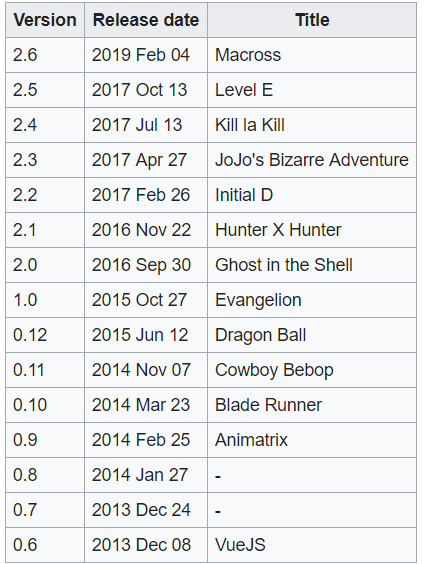 Version Release date Title
2.6 2019 Feb 04 Macross
2.5 2017 Oct 13 Level E
2.4 2017 Jul 13 Kill la Kill
2.3 2017 Apr 27 JoJo's Bizarre Adventure
2.2 2017 Feb 26 Initial D
2.1 2016 Nov 22 Hunter X Hunter
2.0 2016 Sep 30 Ghost in the Shell
1.0 2015 Oct 27 Evangelion
0.12 2015 Jun 12 Dragon Ball
0.11 2014 Nov 07 Cowboy Bebop
0.10 2014 Mar 23 Blade Runner
0.9 2014 Feb 25 Animatrix
0.8 2014 Jan 27 -
0.7 2013 Dec 24 -
0.6 2013 Dec 08 VueJS